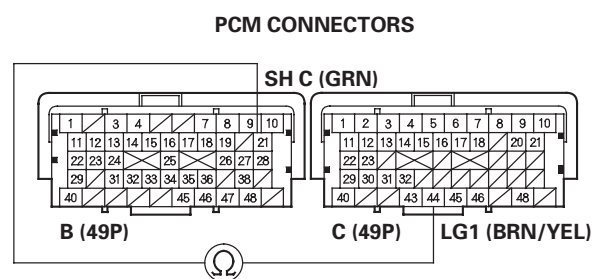 PCM CONNECTORS
SH C (GRN)
1 3 4 7 8 9 10
11 12 13 14 15 16 17 18 19 21
22 23 24 25 26 27 28
29 31 32 33 34 35 36 38
40 45 46 47 48
1 2 3 4 5 6 7 8 9 10
11 12 13 14 15 16 17 18 20 21
22 23
29 30 31 32
40 43 44 45 46 48
B (49P)
C (49P)
LG1 (BRN/YEL)
Ω